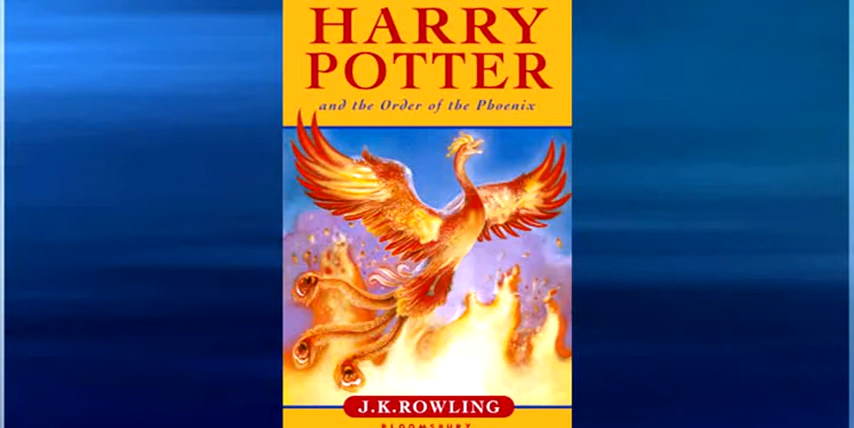 HARRY
POTTER
and the Order of the Phoenix
J.K.ROWLING
BLOOMSBURY